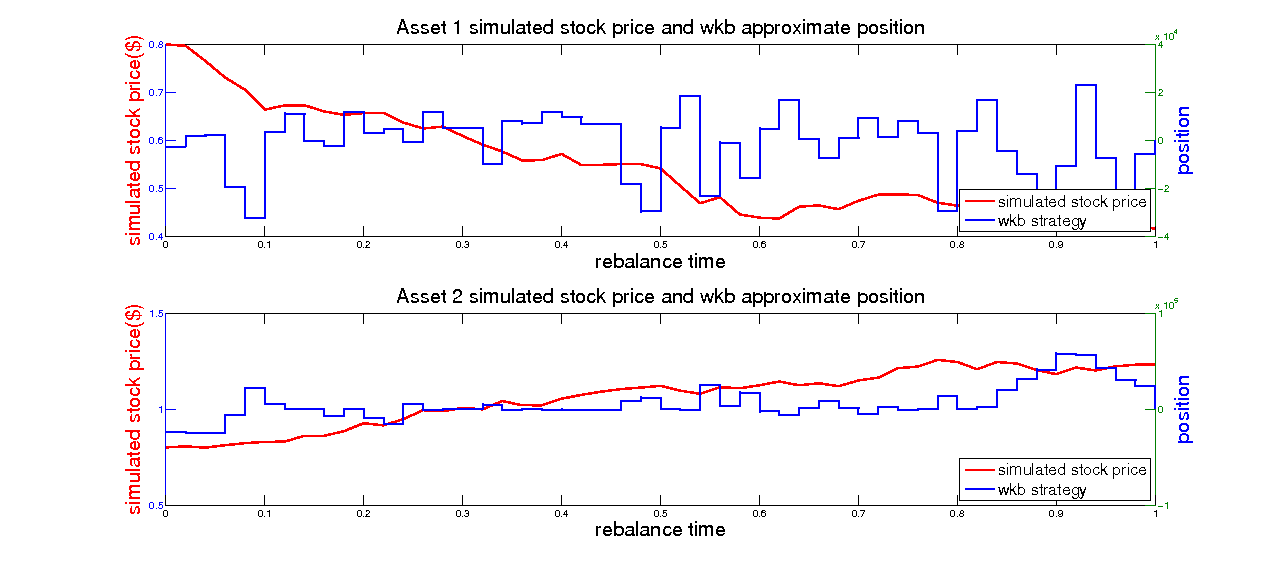 Asset 1 simulated stock price and wkb approximate position
x 10^4
0.8
0.7
0.6
0.5
0.4
simulated stock price($)
4
2
0
−2
−4
position
simulated stock price
wkb strategy
0 0.1 0.2 0.3 0.4 0.5 0.6 0.7 0.8 0.9 1
rebalance time
Asset 2 simulated stock price and wkb approximate position
x 10^5
1.5
1
0.5
simulated stock price($)
1
0
−1
position
simulated stock price
wkb strategy
0 0.1 0.2 0.3 0.4 0.5 0.6 0.7 0.8 0.9 1
rebalance time